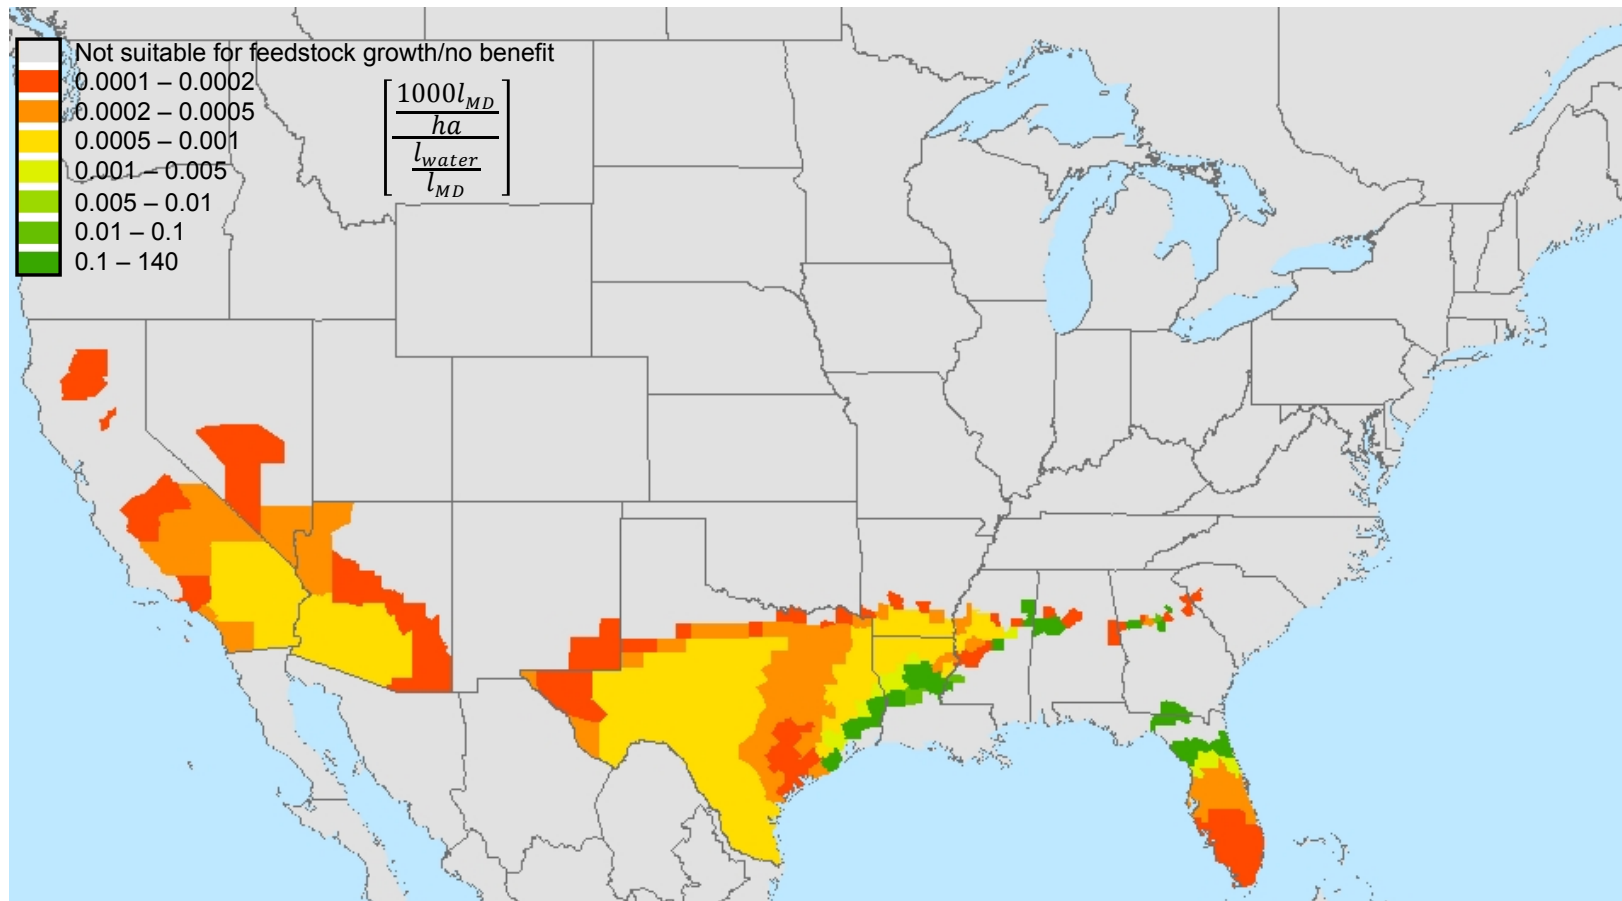 Not suitable for feedstock growth/no benefit
0.0001 – 0.0002
0.0002 – 0.0005
0.0005 – 0.001
0.001 – 0.005
0.005 – 0.01
0.01 – 0.1
0.1 – 140
1000l_MD
ha
l_water
l_MD